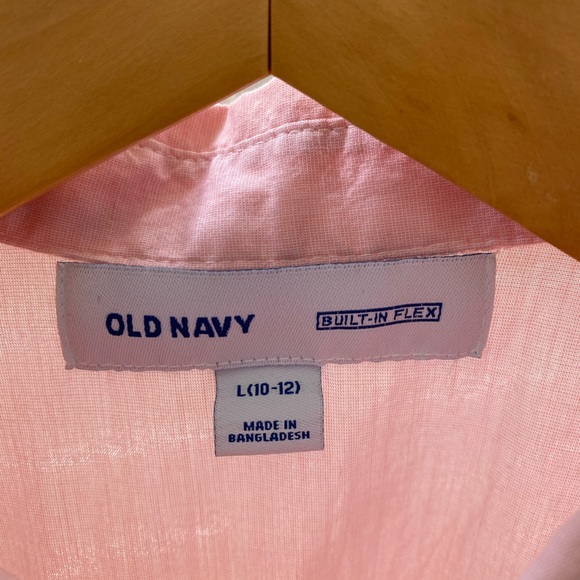 OLD NAVY
BUILT-IN FLEX
L(10-12)
MADE IN
BANGLADESH